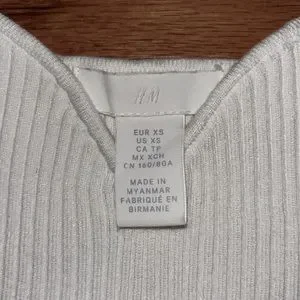 H&M
EUR XS
US XS
CA TP
MX XCH
CN 160/80A
MADE IN
MYANMAR
FABRIQUÉ EN
BIRMANIE